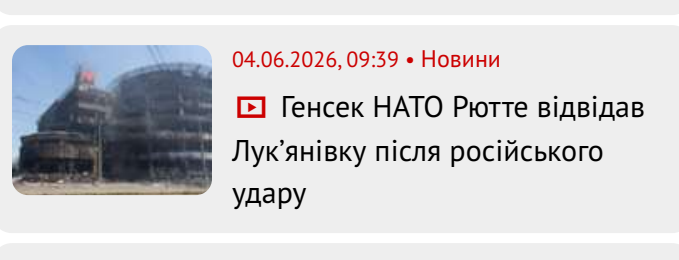 04.06.2026, 09:39 • Новини
Генсек НАТО Рютте відвідав
Лук’янівку після російського
удару